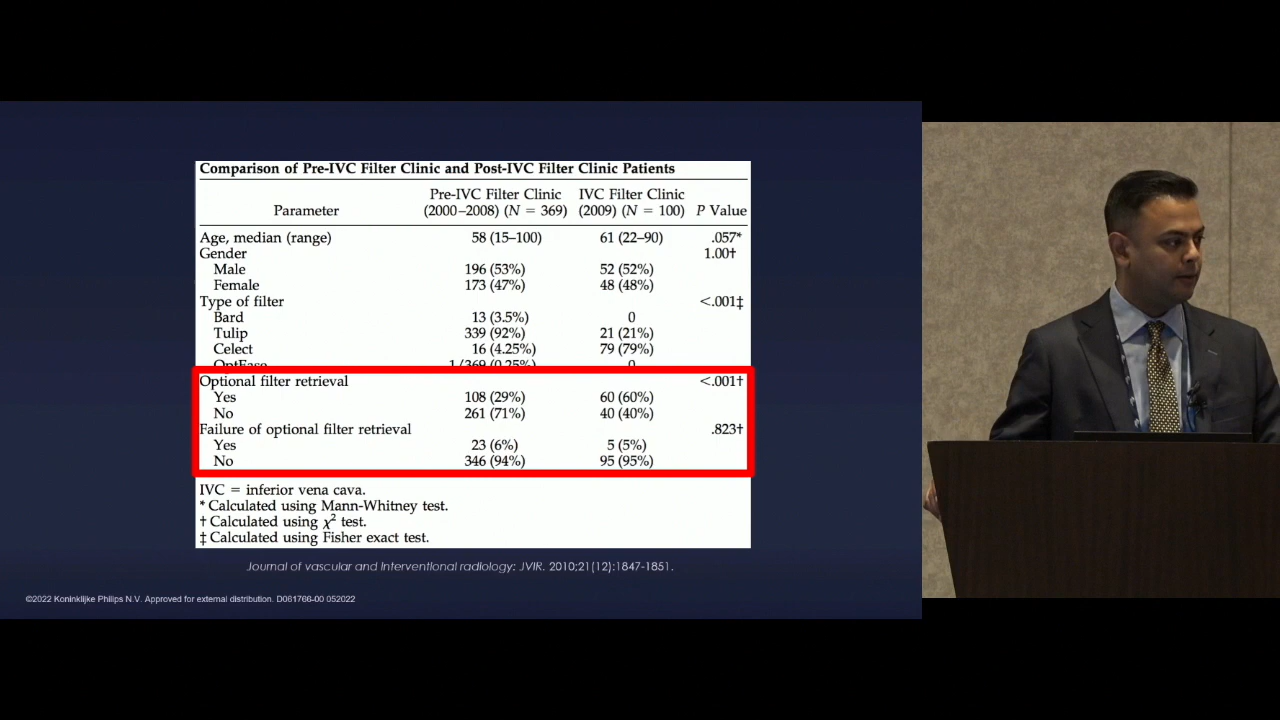 Comparison of Pre-IVC Filter Clinic and Post-IVC Filter Clinic Patients
Parameter Pre-IVC Filter Clinic (2000–2008) (N = 369) IVC Filter Clinic (2009) (N = 100) P Value
Age, median (range) 58 (15–100) 61 (22–90) .057*
Gender 1.00†
Male 196 (53%) 52 (52%)
Female 173 (47%) 48 (48%)
Type of filter <.001‡
Bard 13 (3.5%) 0
Tulip 339 (92%) 21 (21%)
Celect 16 (4.25%) 79 (79%)
OptEase 1/369 (0.25%) 0
Optional filter retrieval <.001†
Yes 108 (29%) 60 (60%)
No 261 (71%) 40 (40%)
Failure of optional filter retrieval .823†
Yes 23 (6%) 5 (5%)
No 346 (94%) 95 (95%)
IVC = inferior vena cava.
* Calculated using Mann-Whitney test.
† Calculated using χ² test.
‡ Calculated using Fisher exact test.
Journal of vascular and interventional radiology: JVIR. 2010;21(12):1847-1851.
©2022 Koninklijke Philips N.V. Approved for external distribution. D081766-00 052022